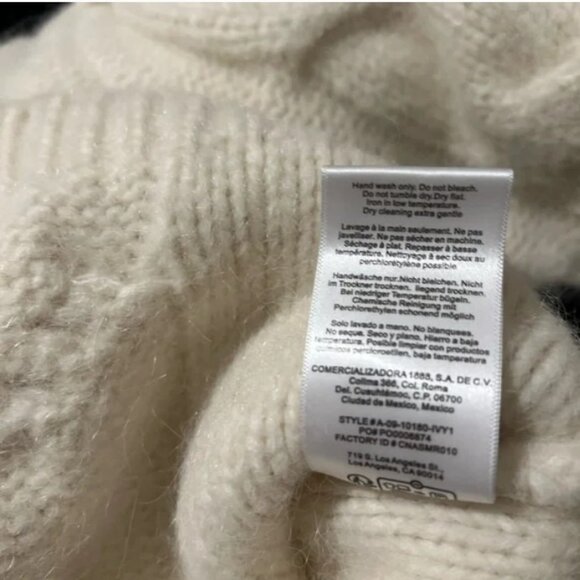 Hand wash only. Do not bleach.
Do not tumble dry.Dry flat.
Iron in low temperature.
Dry cleaning extra gentle
Lavage à la main seulement. Ne pas
javelliser. Ne pas sécher en machine.
Séchage à plat. Repasser à basse
température. Nettoyage à sec doux au
perchloréthylène possible
Handwäsche nur.Nicht bleichen. Nicht
im Trockner trocknen. liegend trocknen.
Bei niedriger Temperatur bügeln.
Chemische Reinigung mit
Perchlorethylen schonend möglich
Solo lavado a mano. No blanquees.
No seque. Seco y plano. Hierro a baja
temperatura. Posible limpiar con productos
quimicos percloroetilen, baja temperatura
COMERCIALIZADORA 1888, S.A. DE C.V.
Colima 366, Col. Roma
Del. Cuauhtémoc, C.P. 06700
Ciudad de Mexico, Mexico
STYLE # A-09-10180-IVY1
PO# PO0006874
FACTORY ID # CNASMR010
719 S. Los Angeles St.,
Los Angeles, CA 90014